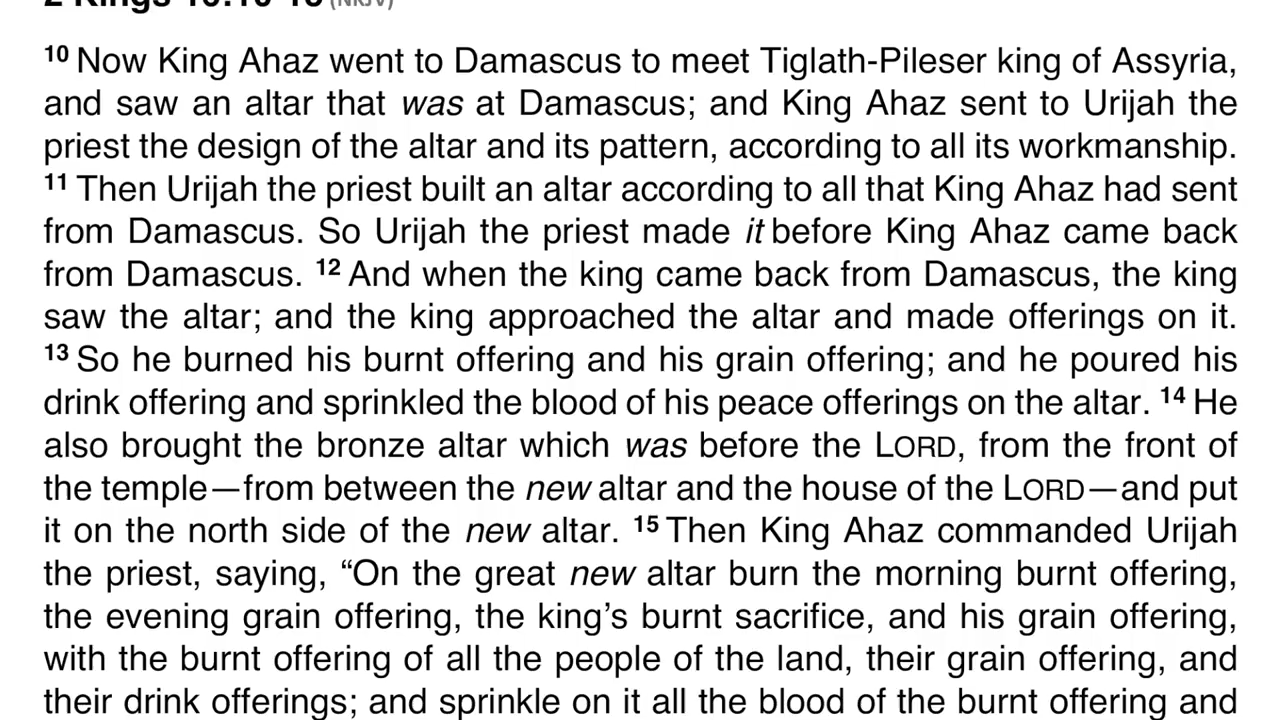 2 Kings 16:10-16 (NKJV)
10 Now King Ahaz went to Damascus to meet Tiglath-Pileser king of Assyria,
and saw an altar that was at Damascus; and King Ahaz sent to Urijah the
priest the design of the altar and its pattern, according to all its workmanship.
11 Then Urijah the priest built an altar according to all that King Ahaz had sent
from Damascus. So Urijah the priest made it before King Ahaz came back
from Damascus. 12 And when the king came back from Damascus, the king
saw the altar; and the king approached the altar and made offerings on it.
13 So he burned his burnt offering and his grain offering; and he poured his
drink offering and sprinkled the blood of his peace offerings on the altar. 14 He
also brought the bronze altar which was before the LORD, from the front of
the temple—from between the new altar and the house of the LORD—and put
it on the north side of the new altar. 15 Then King Ahaz commanded Urijah
the priest, saying, “On the great new altar burn the morning burnt offering,
the evening grain offering, the king’s burnt sacrifice, and his grain offering,
with the burnt offering of all the people of the land, their grain offering, and
their drink offerings; and sprinkle on it all the blood of the burnt offering and